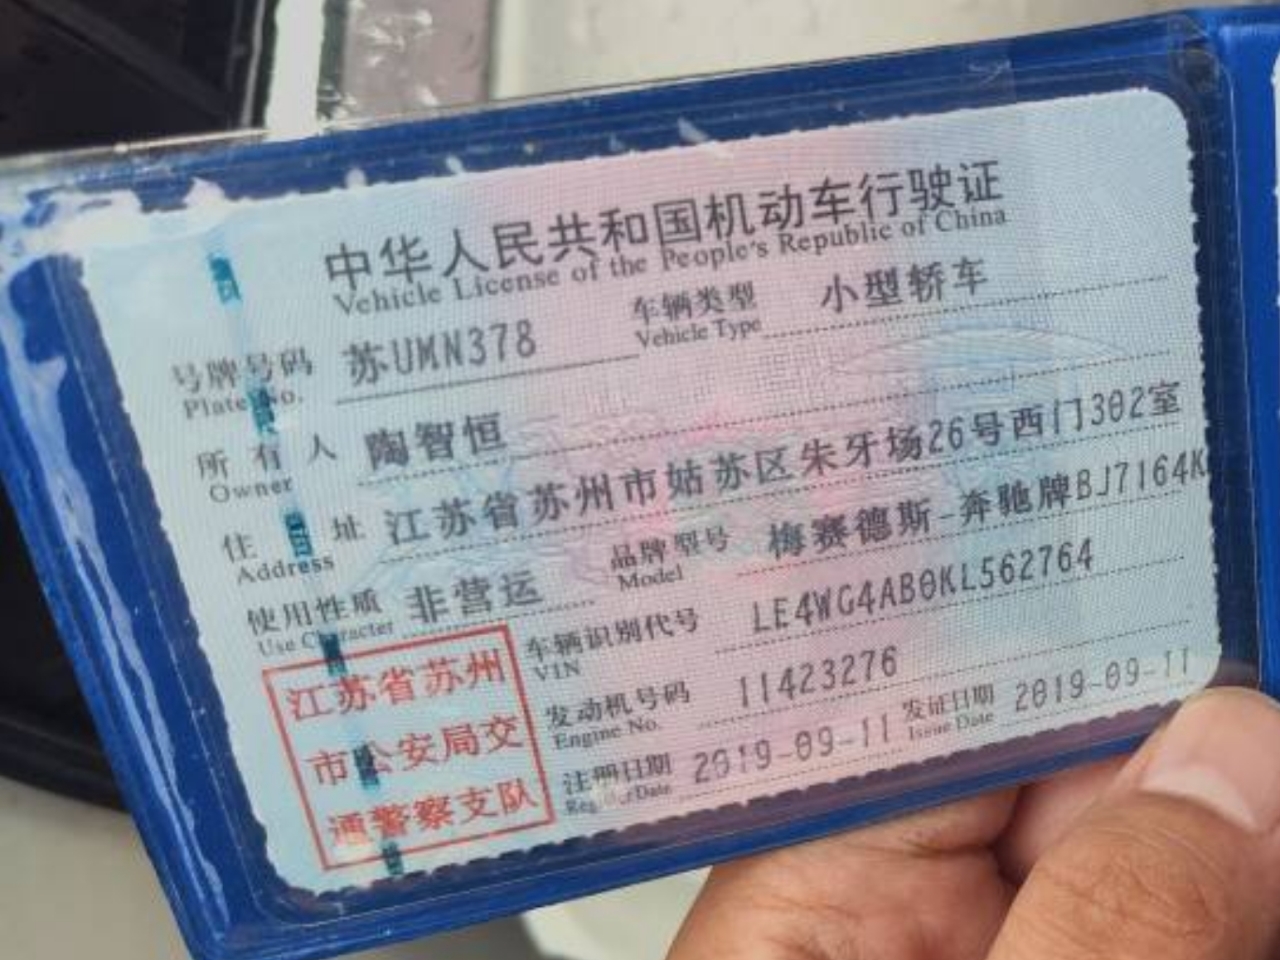 中华人民共和国机动车行驶证
Vehicle License of the People's Republic of China
号牌号码 苏UMN378 车辆类型 小型轿车
Plate No. Vehicle Type
所有人 陶智恒
Owner
住址 江苏省苏州市姑苏区朱牙场26号西门302室
Address
使用性质 非营运 品牌型号 梅赛德斯-奔驰牌BJ7164K
Use Character Model
车辆识别代号 LE4WG4AB0KL562764
VIN
发动机号码 11423276
Engine No.
注册日期 2019-09-11 发证日期 2019-09-11
Register Date Issue Date
江苏省苏州
市公安局交
通警察支队